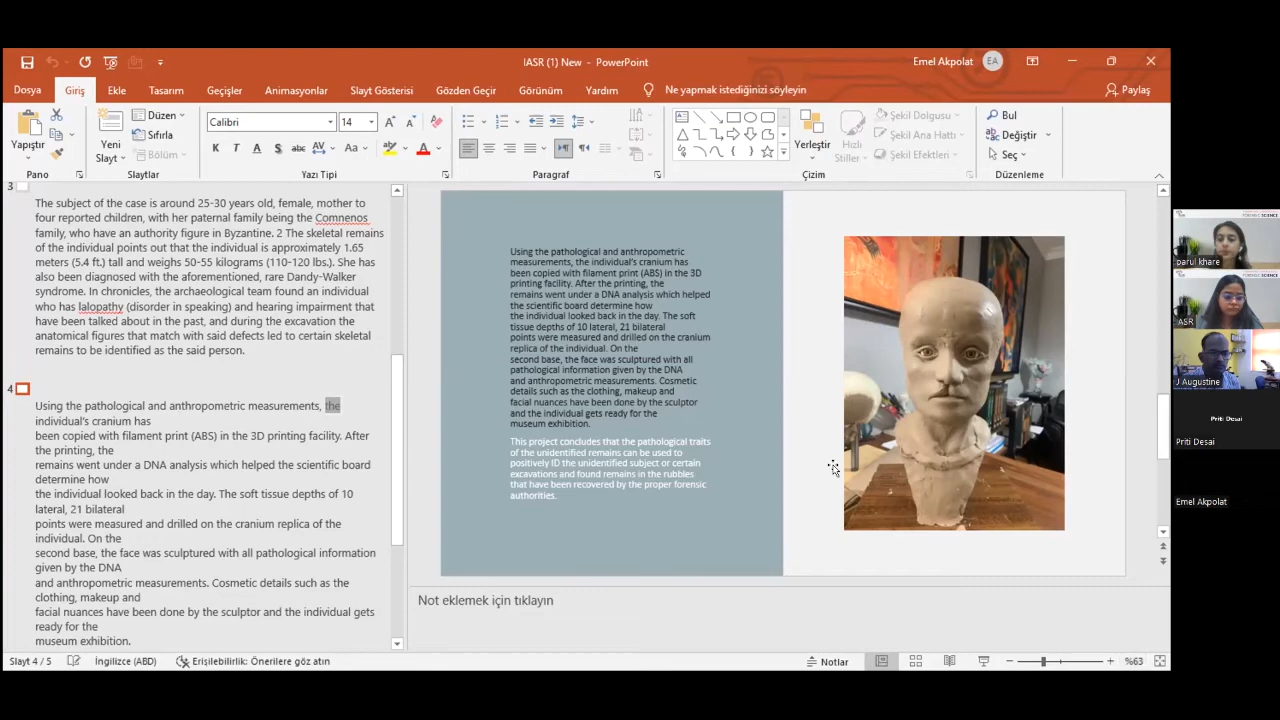 IASR (1) New - PowerPoint
Emel Akpolat
EA
Dosya
Giriş
Ekle
Tasarım
Geçişler
Animasyonlar
Slayt Gösterisi
Gözden Geçir
Görünüm
Yardım
Ne yapmak istediğinizi söyleyin
Paylaş
Yapıştır
Yeni
Slayt
Düzen
Sıfırla
Bölüm
Calibri
14
Yerleştir
Hızlı
Stiller
Şekil Dolgusu
Şekil Ana Hattı
Şekil Efektleri
Bul
Değiştir
Seç
Pano
Slaytlar
Yazı Tipi
Paragraf
Çizim
Düzenleme
3
The subject of the case is around 25-30 years old, female, mother to
four reported children, with her paternal family being the Comnenos
family, who have an authority figure in Byzantine. 2 The skeletal remains
of the individual points out that the individual is approximately 1.65
meters (5.4 ft.) tall and weighs 50-55 kilograms (110-120 lbs.). She has
also been diagnosed with the aforementioned, rare Dandy-Walker
syndrome. In chronicles, the archaeological team found an individual
who has lalopathy (disorder in speaking) and hearing impairment that
have been talked about in the past, and during the excavation the
anatomical figures that match with said defects led to certain skeletal
remains to be identified as the said person.
4
Using the pathological and anthropometric measurements, the
individual's cranium has
been copied with filament print (ABS) in the 3D printing facility. After
the printing, the
remains went under a DNA analysis which helped the scientific board
determine how
the individual looked back in the day. The soft tissue depths of 10
lateral, 21 bilateral
points were measured and drilled on the cranium replica of the
individual. On the
second base, the face was sculptured with all pathological information
given by the DNA
and anthropometric measurements. Cosmetic details such as the
clothing, makeup and
facial nuances have been done by the sculptor and the individual gets
ready for the
museum exhibition.
Using the pathological and anthropometric
measurements, the individual's cranium has
been copied with filament print (ABS) in the 3D
printing facility. After the printing, the
remains went under a DNA analysis which helped
the scientific board determine how
the individual looked back in the day. The soft
tissue depths of 10 lateral, 21 bilateral
points were measured and drilled on the cranium
replica of the individual. On the
second base, the face was sculptured with all
pathological information given by the DNA
and anthropometric measurements. Cosmetic
details such as the clothing, makeup and
facial nuances have been done by the sculptor
and the individual gets ready for the
museum exhibition.
This project concludes that the pathological traits
of the unidentified remains can be used to
positively ID the unidentified subject or certain
excavations and found remains in the rubbles
that have been recovered by the proper forensic
authorities.
Not eklemek için tıklayın
Slayt 4 / 5
İngilizce (ABD)
Erişilebilirlik: Önerilere göz atın
Notlar
%63
parul khare
ASR
J Augustine
Priti Desai
Priti Desai
Emel Akpolat